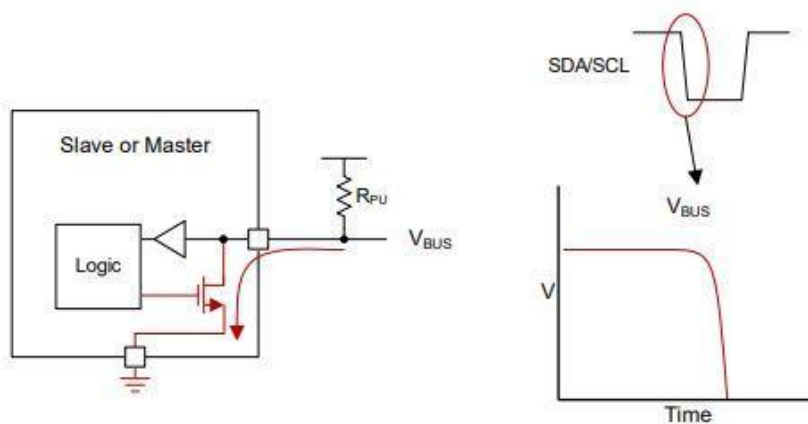 Slave or Master
Logic
RPU
VBUS
SDA/SCL
VBUS
V
Time